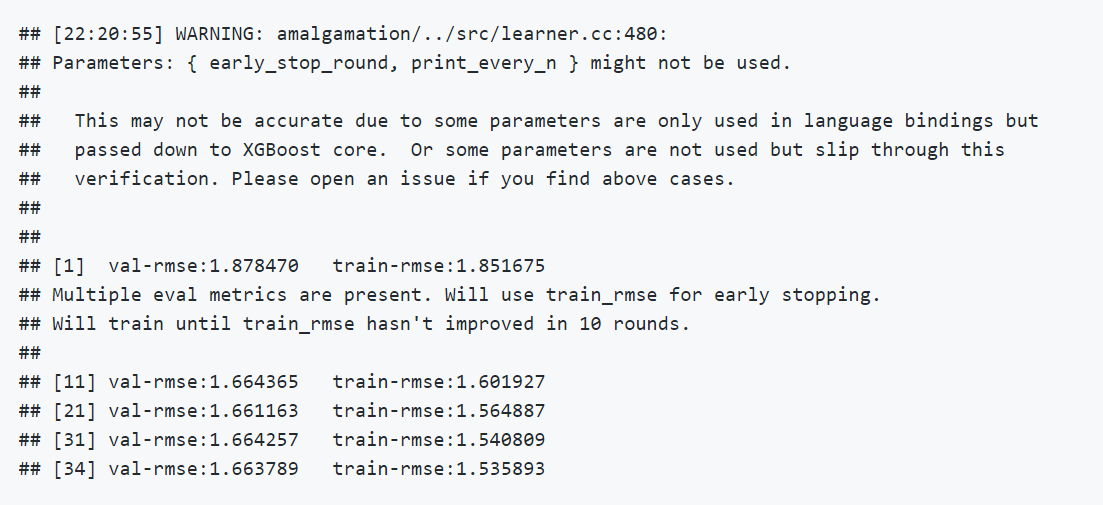 ## [22:20:55] WARNING: amalgamation/../src/learner.cc:480:
## Parameters: { early_stop_round, print_every_n } might not be used.
##
##   This may not be accurate due to some parameters are only used in language bindings but
##   passed down to XGBoost core.  Or some parameters are not used but slip through this
##   verification. Please open an issue if you find above cases.
##
##
## [1]  val-rmse:1.878470   train-rmse:1.851675
## Multiple eval metrics are present. Will use train_rmse for early stopping.
## Will train until train_rmse hasn't improved in 10 rounds.
##
## [11] val-rmse:1.664365   train-rmse:1.601927
## [21] val-rmse:1.661163   train-rmse:1.564887
## [31] val-rmse:1.664257   train-rmse:1.540809
## [34] val-rmse:1.663789   train-rmse:1.535893